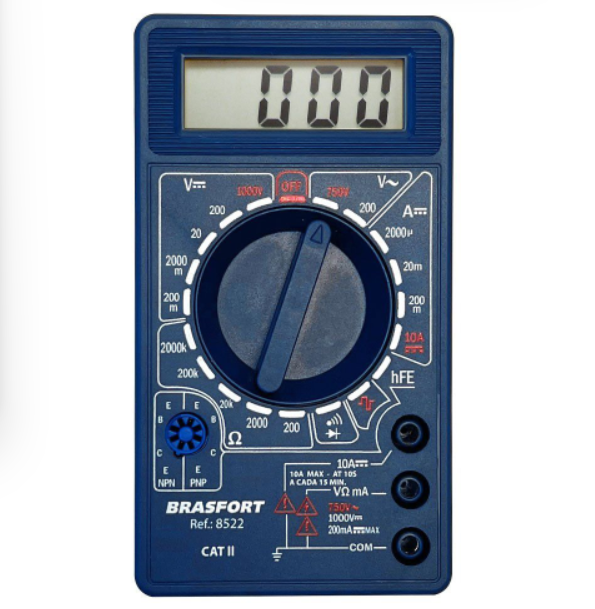 000
V⎓
1000V
OFF
750V
V~
200
200
A⎓
20
2000µ
2000
m
20m
200
m
200
m
2000k
10A
200k
hFE
20k
2000
200
Ω
E
E
B
B
C
C
E
E
NPN
PNP
10A⎓
10A MAX - AT 10S
A CADA 15 MIN.
VΩ mA
BRASFORT
750V~
Ref.: 8522
1000V⎓
200mA⎓MAX
CAT II
COM